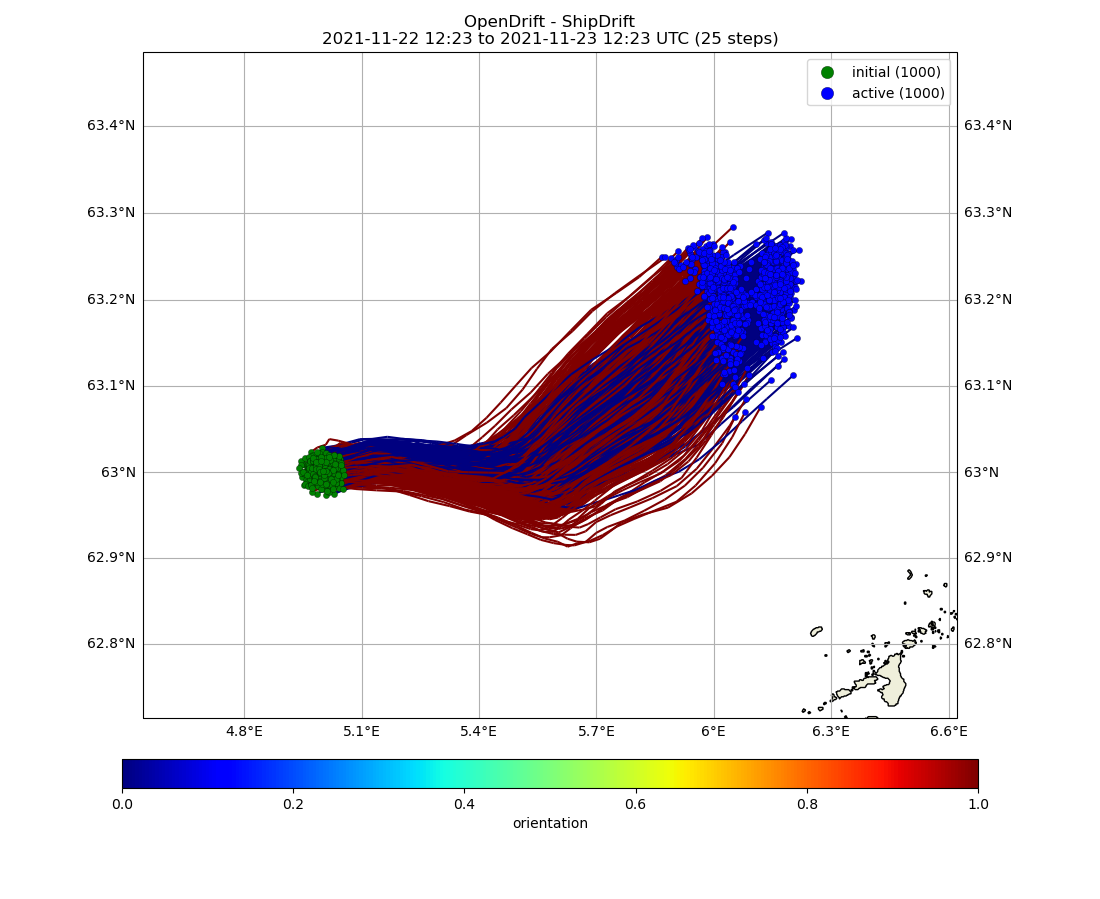 OpenDrift - ShipDrift
2021-11-22 12:23 to 2021-11-23 12:23 UTC (25 steps)
initial (1000)
active (1000)
63.4°N 63.4°N
63.3°N 63.3°N
63.2°N 63.2°N
63.1°N 63.1°N
63°N 63°N
62.9°N 62.9°N
62.8°N 62.8°N
4.8°E 5.1°E 5.4°E 5.7°E 6°E 6.3°E 6.6°E
0.0 0.2 0.4 0.6 0.8 1.0
orientation